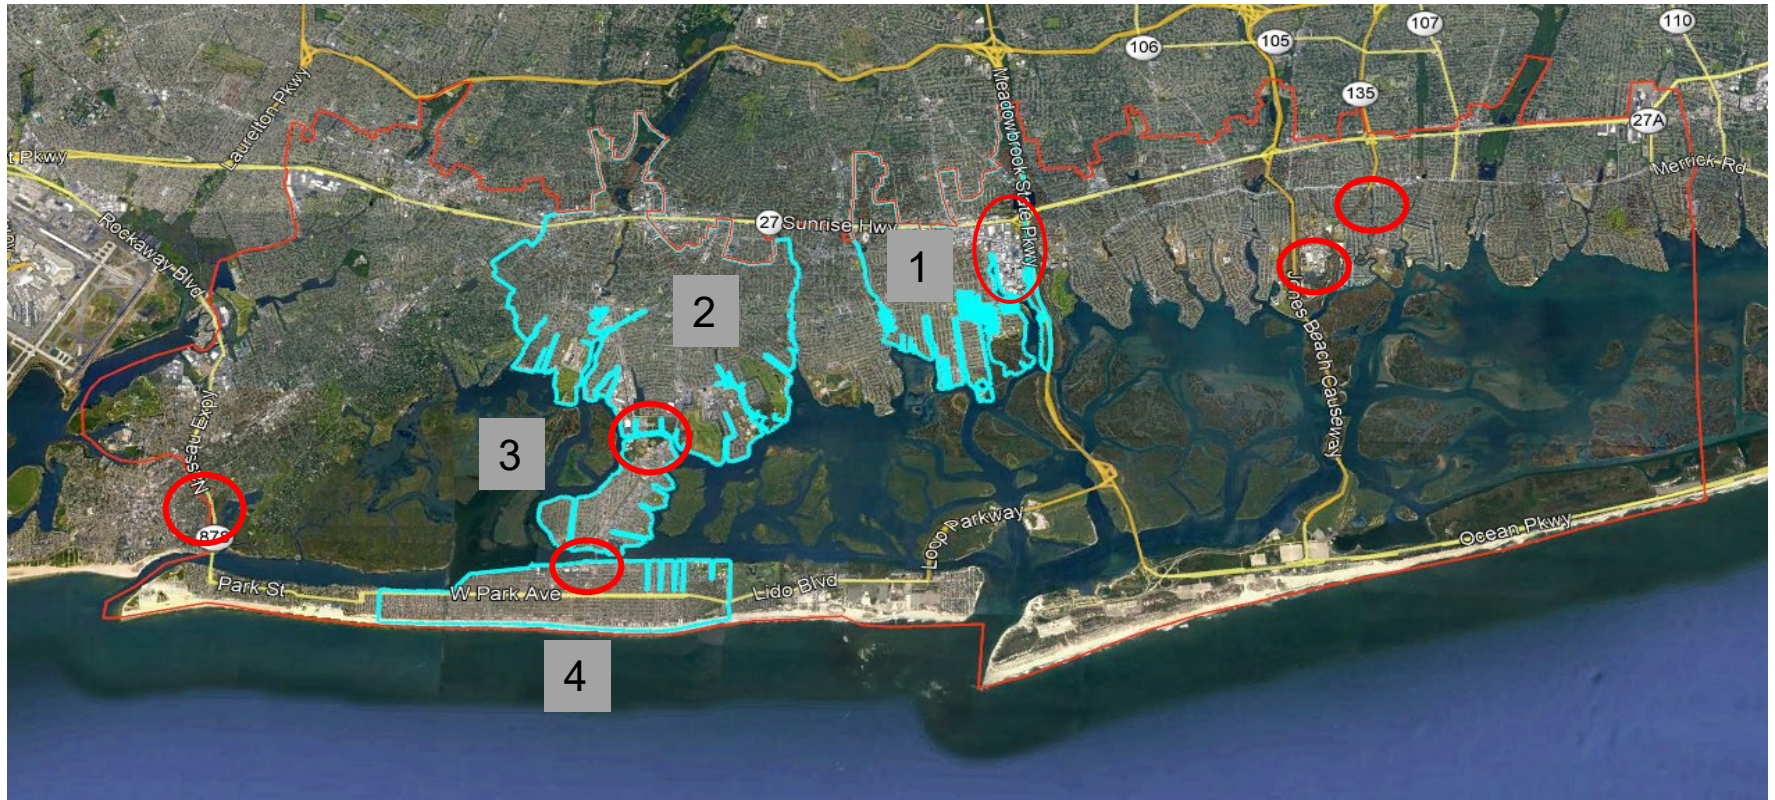 107
110
106
105
135
27A
Laurelton Pkwy
t Pkwy
Meadowbrook State Pkwy
Merrick Rd
Rockaway Blvd
27
Sunrise Hwy
1
2
3
4
Jones Beach Causeway
Nassau Expy
878
Loop Parkway
Ocean Pkwy
Park St
W Park Ave
Lido Blvd